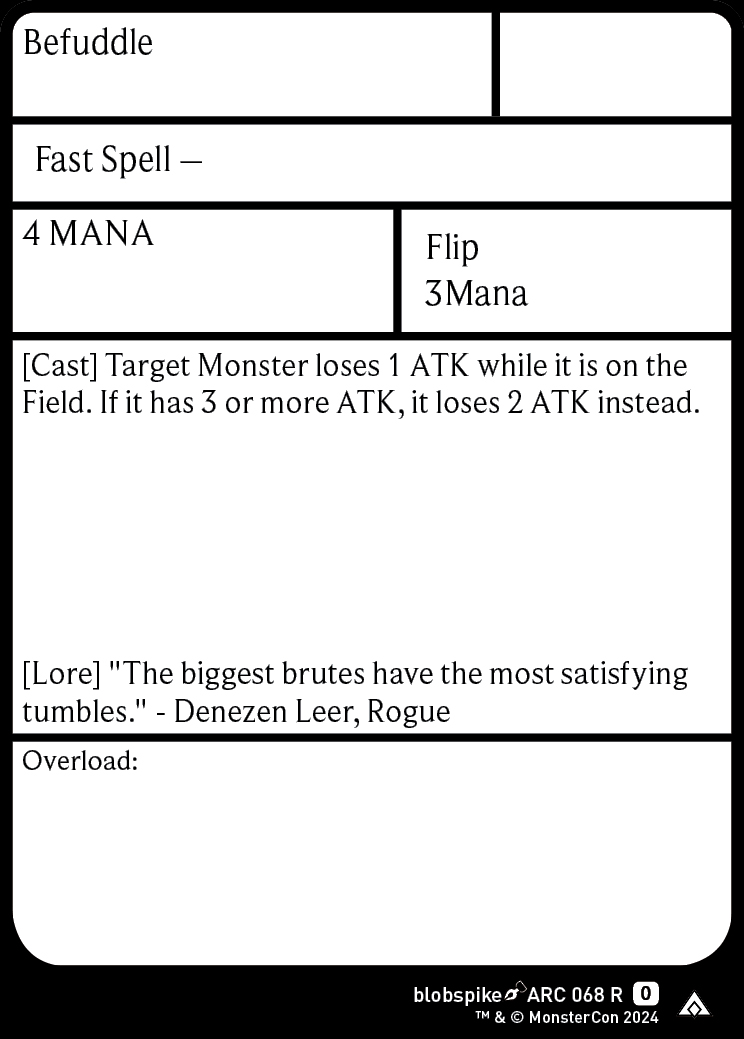 Befuddle
Fast Spell —
4 MANA
Flip
3Mana
[Cast] Target Monster loses 1 ATK while it is on the
Field. If it has 3 or more ATK, it loses 2 ATK instead.
[Lore] "The biggest brutes have the most satisfying
tumbles." - Denezen Leer, Rogue
Overload:
blobspike ARC 068 R 0
™ & © MonsterCon 2024